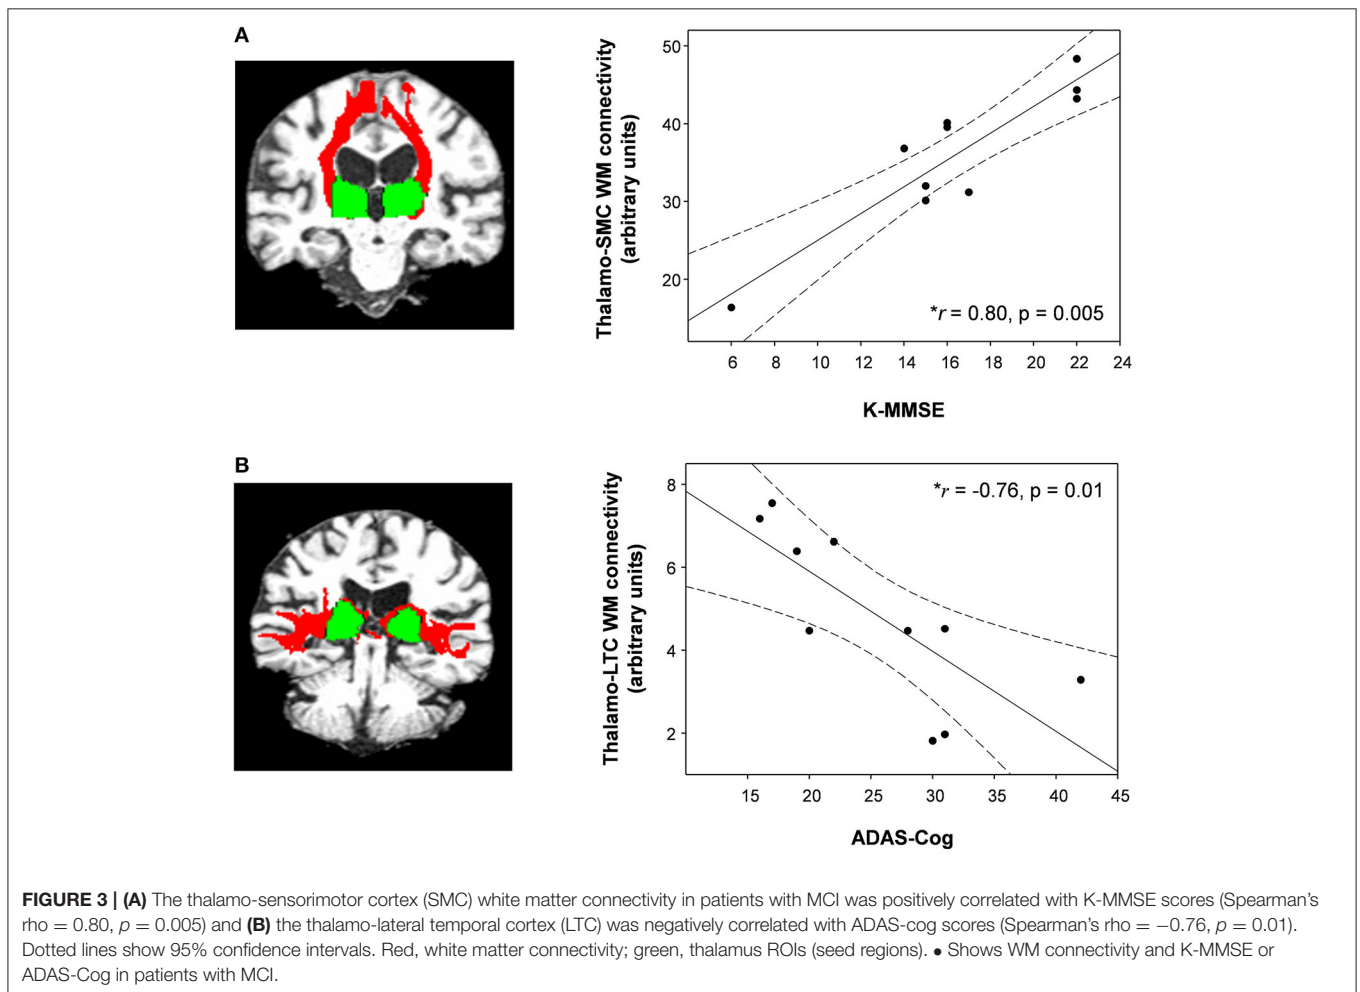 A
Thalamo-SMC WM connectivity
(arbitrary units)
50
40
30
20
*r = 0.80, p = 0.005
6 8 10 12 14 16 18 20 22 24
K-MMSE
B
Thalamo-LTC WM connectivity
(arbitrary units)
8
6
4
2
*r = -0.76, p = 0.01
15 20 25 30 35 40 45
ADAS-Cog
FIGURE 3 | (A) The thalamo-sensorimotor cortex (SMC) white matter connectivity in patients with MCI was positively correlated with K-MMSE scores (Spearman's
rho = 0.80, p = 0.005) and (B) the thalamo-lateral temporal cortex (LTC) was negatively correlated with ADAS-cog scores (Spearman's rho = −0.76, p = 0.01).
Dotted lines show 95% confidence intervals. Red, white matter connectivity; green, thalamus ROIs (seed regions). • Shows WM connectivity and K-MMSE or
ADAS-Cog in patients with MCI.